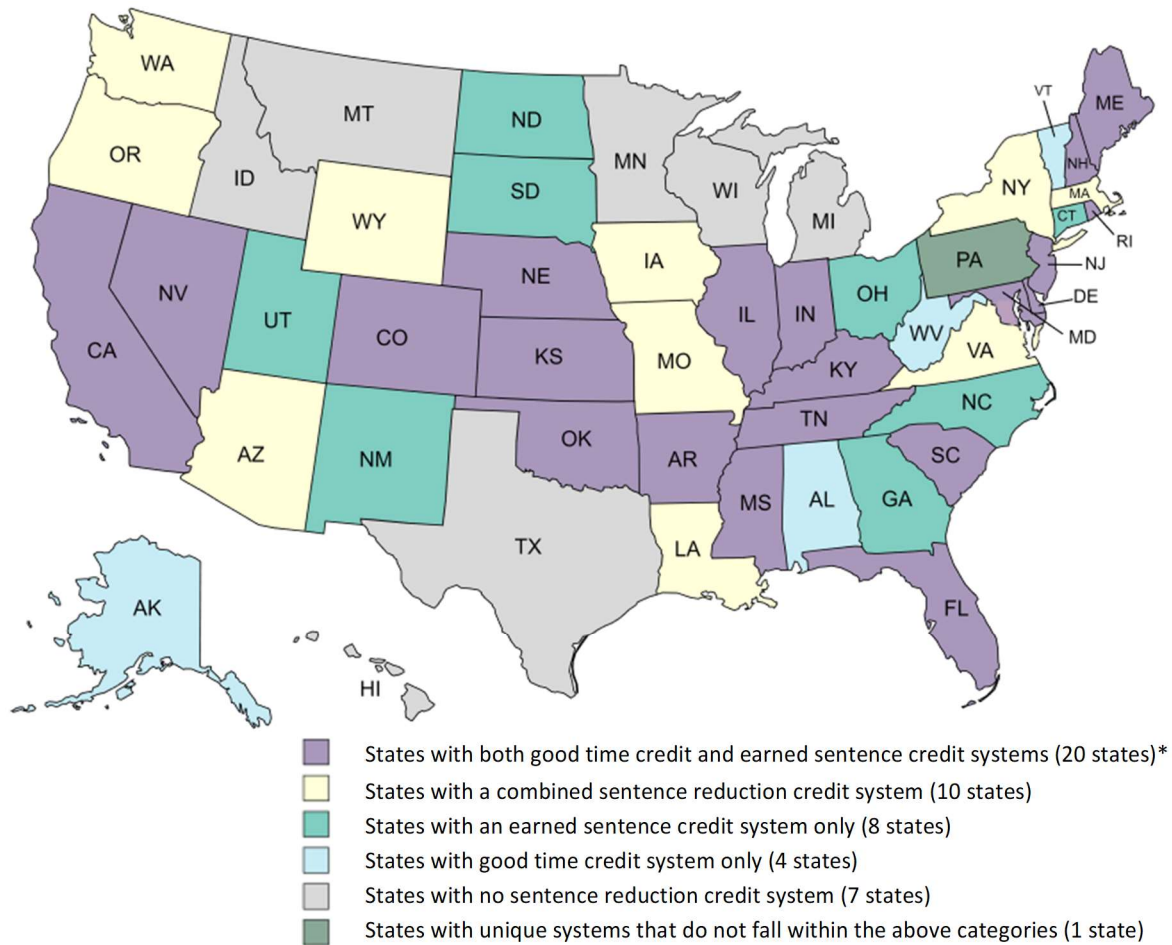 WA
VT
ME
MT
ND
OR
MN
NH
ID
SD
WI
NY
MA
WY
MI
CT
RI
IA
PA
NJ
NE
NV
OH
DE
UT
IL
IN
WV
MD
CO
VA
CA
KS
MO
KY
NC
TN
AZ
NM
OK
AR
SC
MS
AL
GA
TX
LA
AK
FL
HI
States with both good time credit and earned sentence credit systems (20 states)*
States with a combined sentence reduction credit system (10 states)
States with an earned sentence credit system only (8 states)
States with good time credit system only (4 states)
States with no sentence reduction credit system (7 states)
States with unique systems that do not fall within the above categories (1 state)